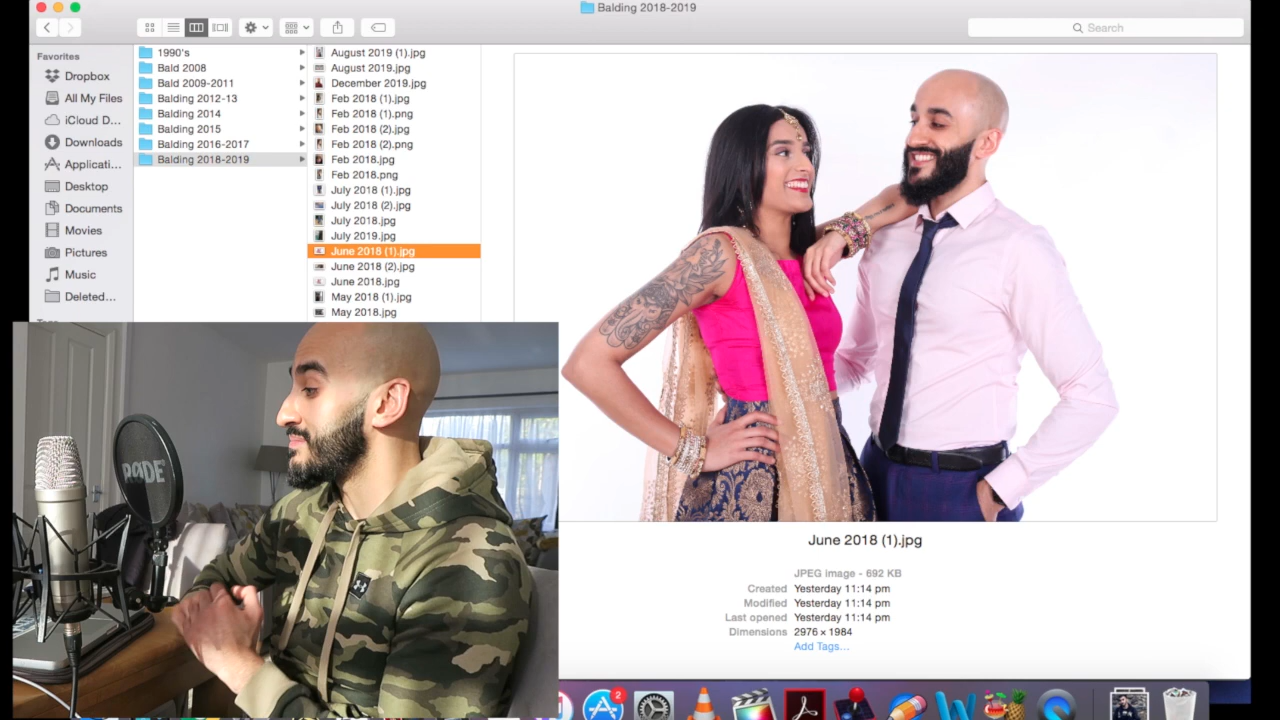 Balding 2018-2019
Search
Favorites
Dropbox
All My Files
iCloud D...
Downloads
Applicati...
Desktop
Documents
Movies
Pictures
Music
Deleted...
1990's
Bald 2008
Bald 2009-2011
Balding 2012-13
Balding 2014
Balding 2015
Balding 2016-2017
Balding 2018-2019
August 2019 (1).jpg
August 2019.jpg
December 2019.jpg
Feb 2018 (1).jpg
Feb 2018 (1).png
Feb 2018 (2).jpg
Feb 2018 (2).png
Feb 2018.jpg
Feb 2018.png
July 2018 (1).jpg
July 2018 (2).jpg
July 2018.jpg
July 2019.jpg
June 2018 (1).jpg
June 2018 (2).jpg
June 2018.jpg
May 2018 (1).jpg
May 2018.jpg
RØDE
June 2018 (1).jpg
JPEG image - 692 KB
Created Yesterday 11:14 pm
Modified Yesterday 11:14 pm
Last opened Yesterday 11:14 pm
Dimensions 2976 × 1984
Add Tags...
2